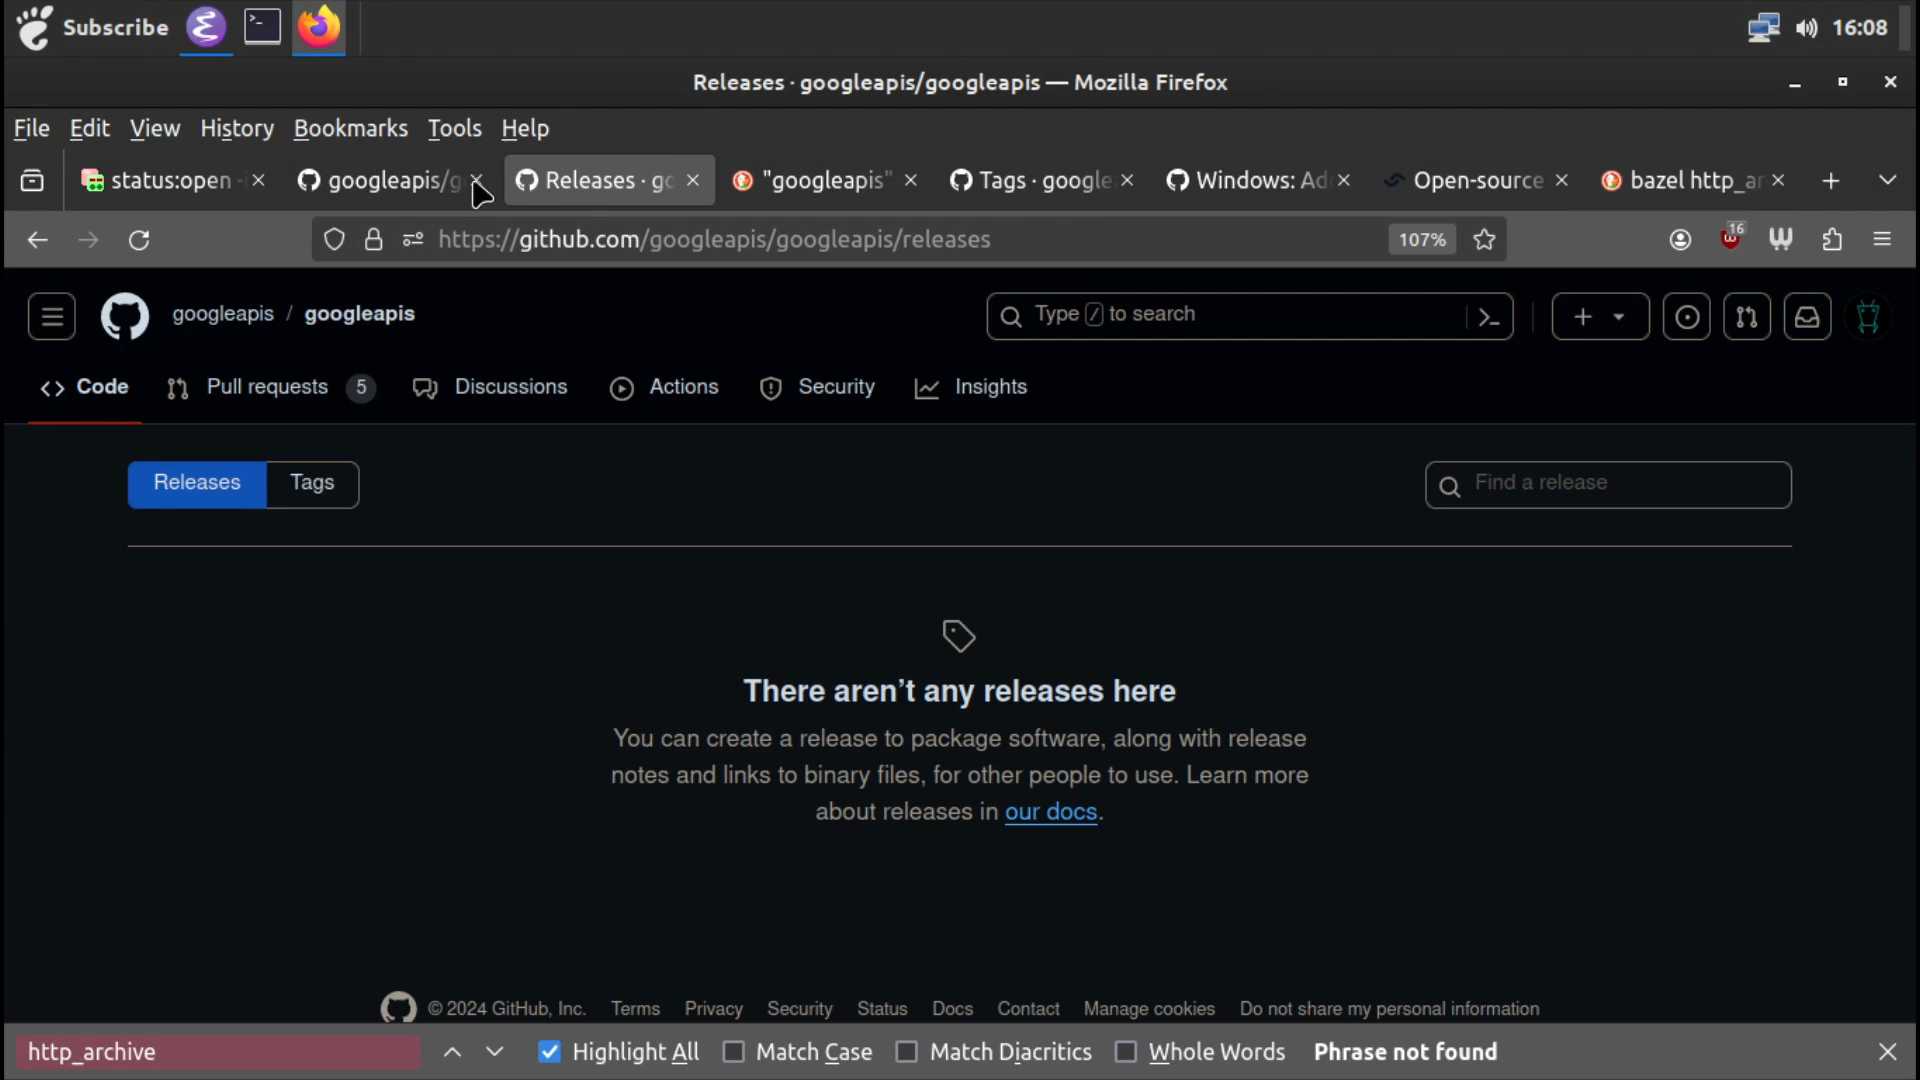 Subscribe
16:08
Releases · googleapis/googleapis — Mozilla Firefox
File Edit View History Bookmarks Tools Help
status:open - googleapis/g Releases · go "googleapis" Tags · google Windows: Ad Open-source bazel http_ar
https://github.com/googleapis/googleapis/releases 107% 16
googleapis / googleapis Type / to search
Code Pull requests 5 Discussions Actions Security Insights
Releases Tags Find a release
There aren't any releases here
You can create a release to package software, along with release
notes and links to binary files, for other people to use. Learn more
about releases in our docs.
© 2024 GitHub, Inc. Terms Privacy Security Status Docs Contact Manage cookies Do not share my personal information
http_archive Highlight All Match Case Match Diacritics Whole Words Phrase not found